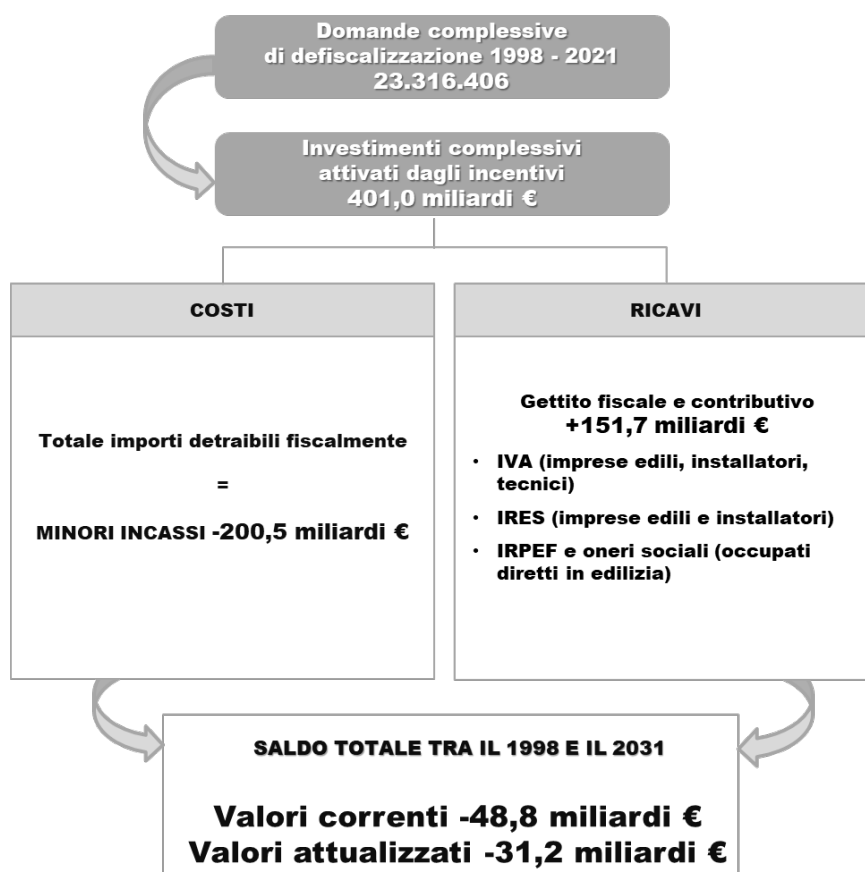 Domande complessive
di defiscalizzazione 1998 - 2021
23.316.406
Investimenti complessivi
attivati dagli incentivi
401,0 miliardi €
COSTI
Totale importi detraibili fiscalmente
=
MINORI INCASSI -200,5 miliardi €
RICAVI
Gettito fiscale e contributivo
+151,7 miliardi €
• IVA (imprese edili, installatori,
tecnici)
• IRES (imprese edili e installatori)
• IRPEF e oneri sociali (occupati
diretti in edilizia)
SALDO TOTALE TRA IL 1998 E IL 2031
Valori correnti -48,8 miliardi €
Valori attualizzati -31,2 miliardi €